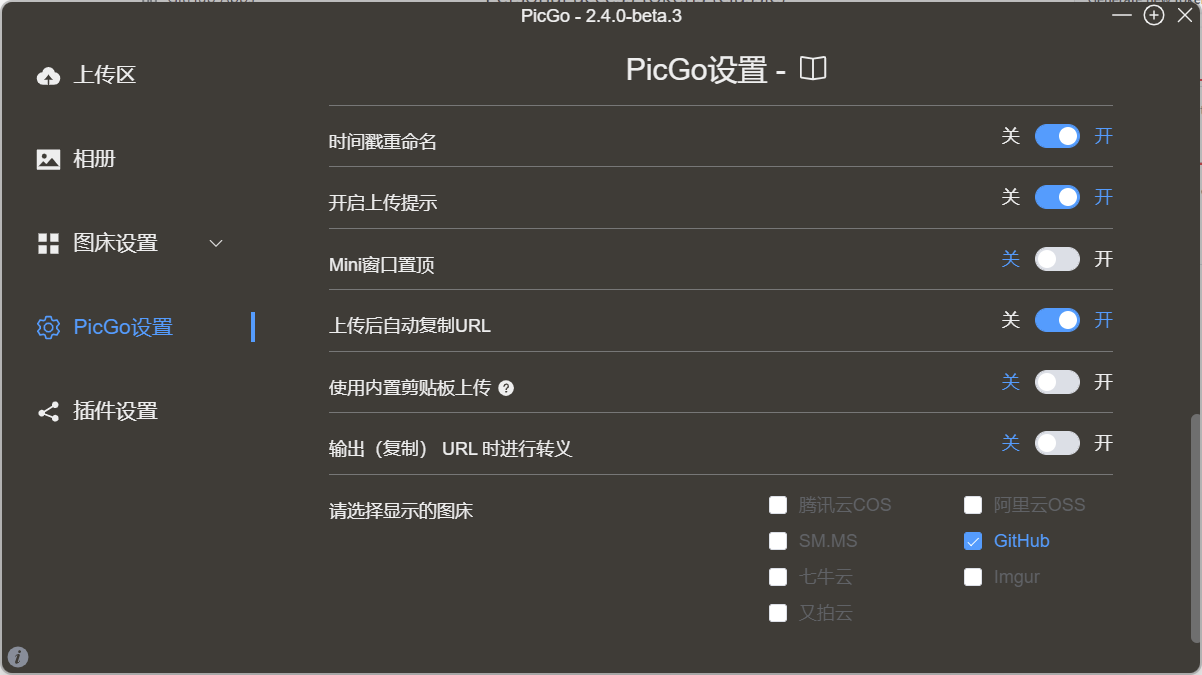 PicGo - 2.4.0-beta.3
上传区
相册
图床设置
PicGo设置
插件设置
PicGo设置 -
时间戳重命名 关 开
开启上传提示 关 开
Mini窗口置顶 关 开
上传后自动复制URL 关 开
使用内置剪贴板上传 ? 关 开
输出（复制） URL 时进行转义 关 开
请选择显示的图床
腾讯云COS 阿里云OSS
SM.MS GitHub
七牛云 Imgur
又拍云